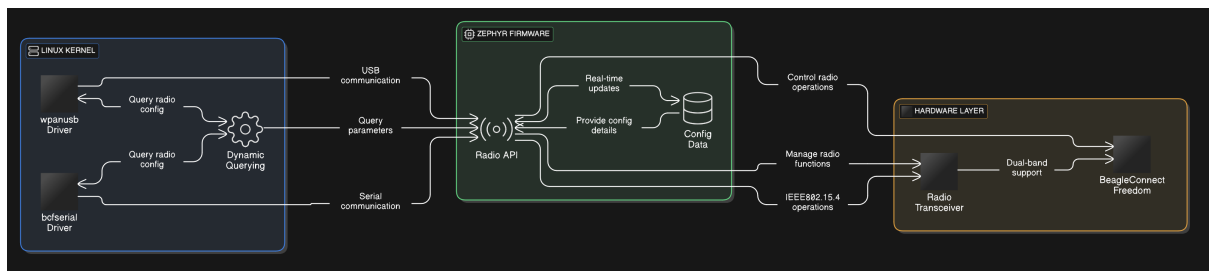 LINUX KERNEL
wpanusb
Driver
Query radio
config
Query radio
config
Dynamic
Querying
bcfserial
Driver
USB
communication
Query
parameters
Serial
communication
ZEPHYR FIRMWARE
Real-time
updates
Provide config
details
Radio API
Config
Data
Control radio
operations
Manage radio
functions
IEEE802.15.4
operations
HARDWARE LAYER
Radio
Transceiver
Dual-band
support
BeagleConnect
Freedom